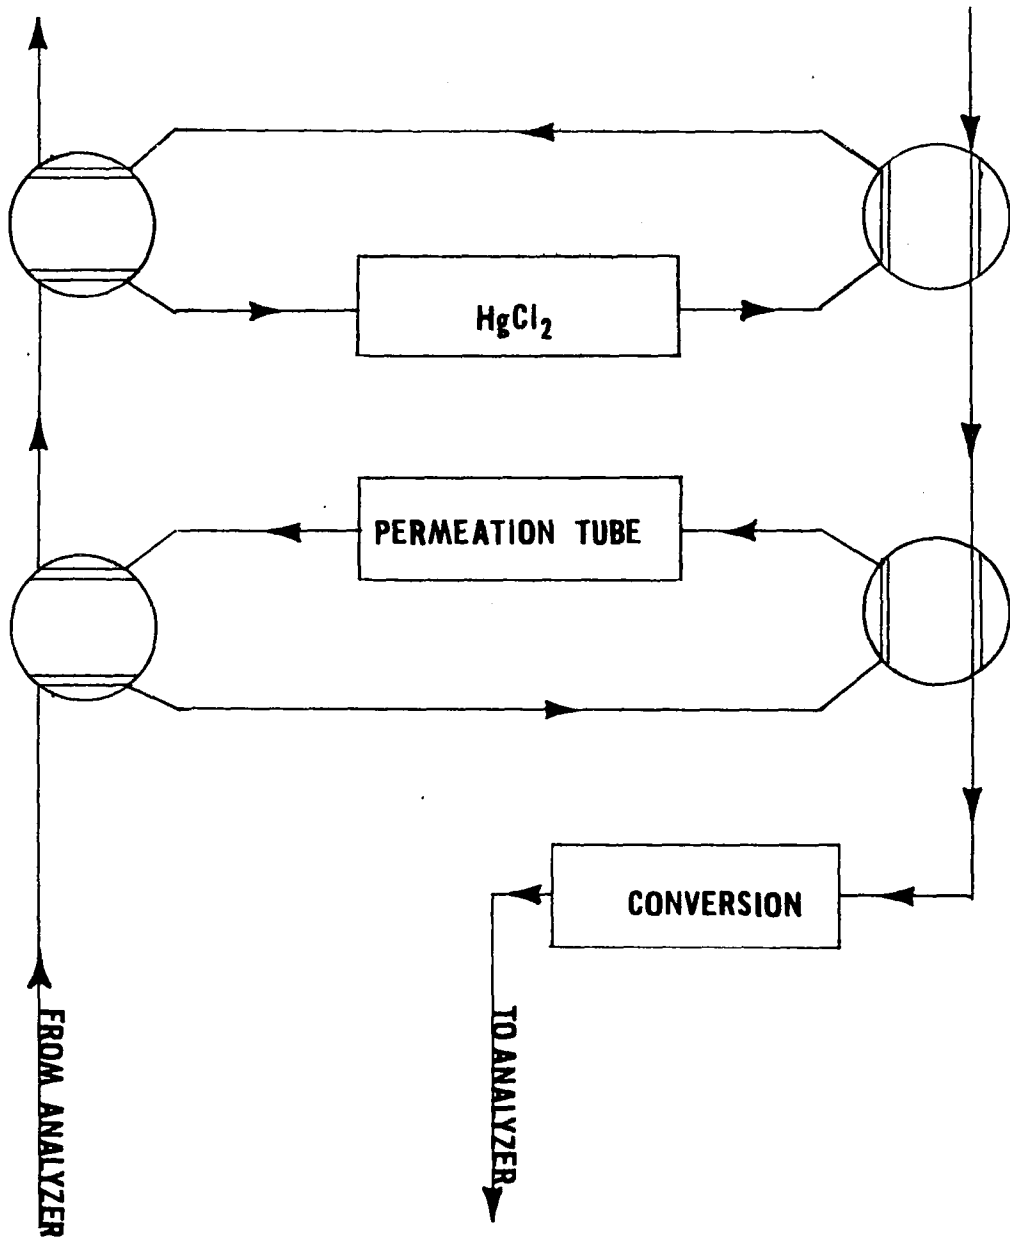 HgCl₂
PERMEATION TUBE
CONVERSION
FROM ANALYZER
TO ANALYZER